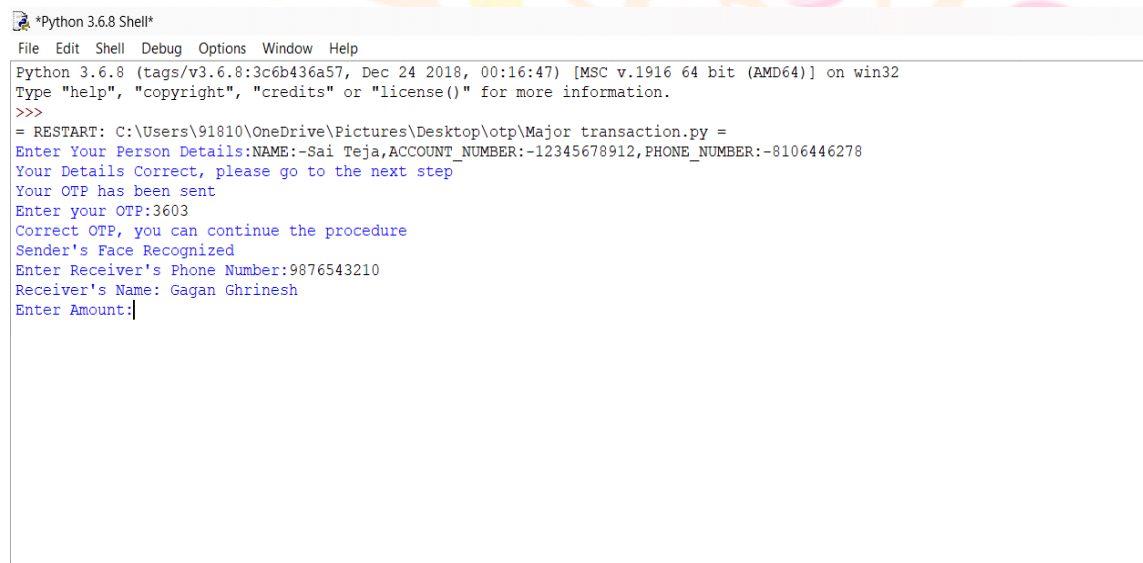 *Python 3.6.8 Shell*
File Edit Shell Debug Options Window Help
Python 3.6.8 (tags/v3.6.8:3c6b436a57, Dec 24 2018, 00:16:47) [MSC v.1916 64 bit (AMD64)] on win32
Type "help", "copyright", "credits" or "license()" for more information.
>>>
= RESTART: C:\Users\91810\OneDrive\Pictures\Desktop\otp\Major transaction.py =
Enter Your Person Details:NAME:-Sai Teja,ACCOUNT_NUMBER:-12345678912,PHONE_NUMBER:-8106446278
Your Details Correct, please go to the next step
Your OTP has been sent
Enter your OTP:3603
Correct OTP, you can continue the procedure
Sender's Face Recognized
Enter Receiver's Phone Number:9876543210
Receiver's Name: Gagan Ghrinesh
Enter Amount: